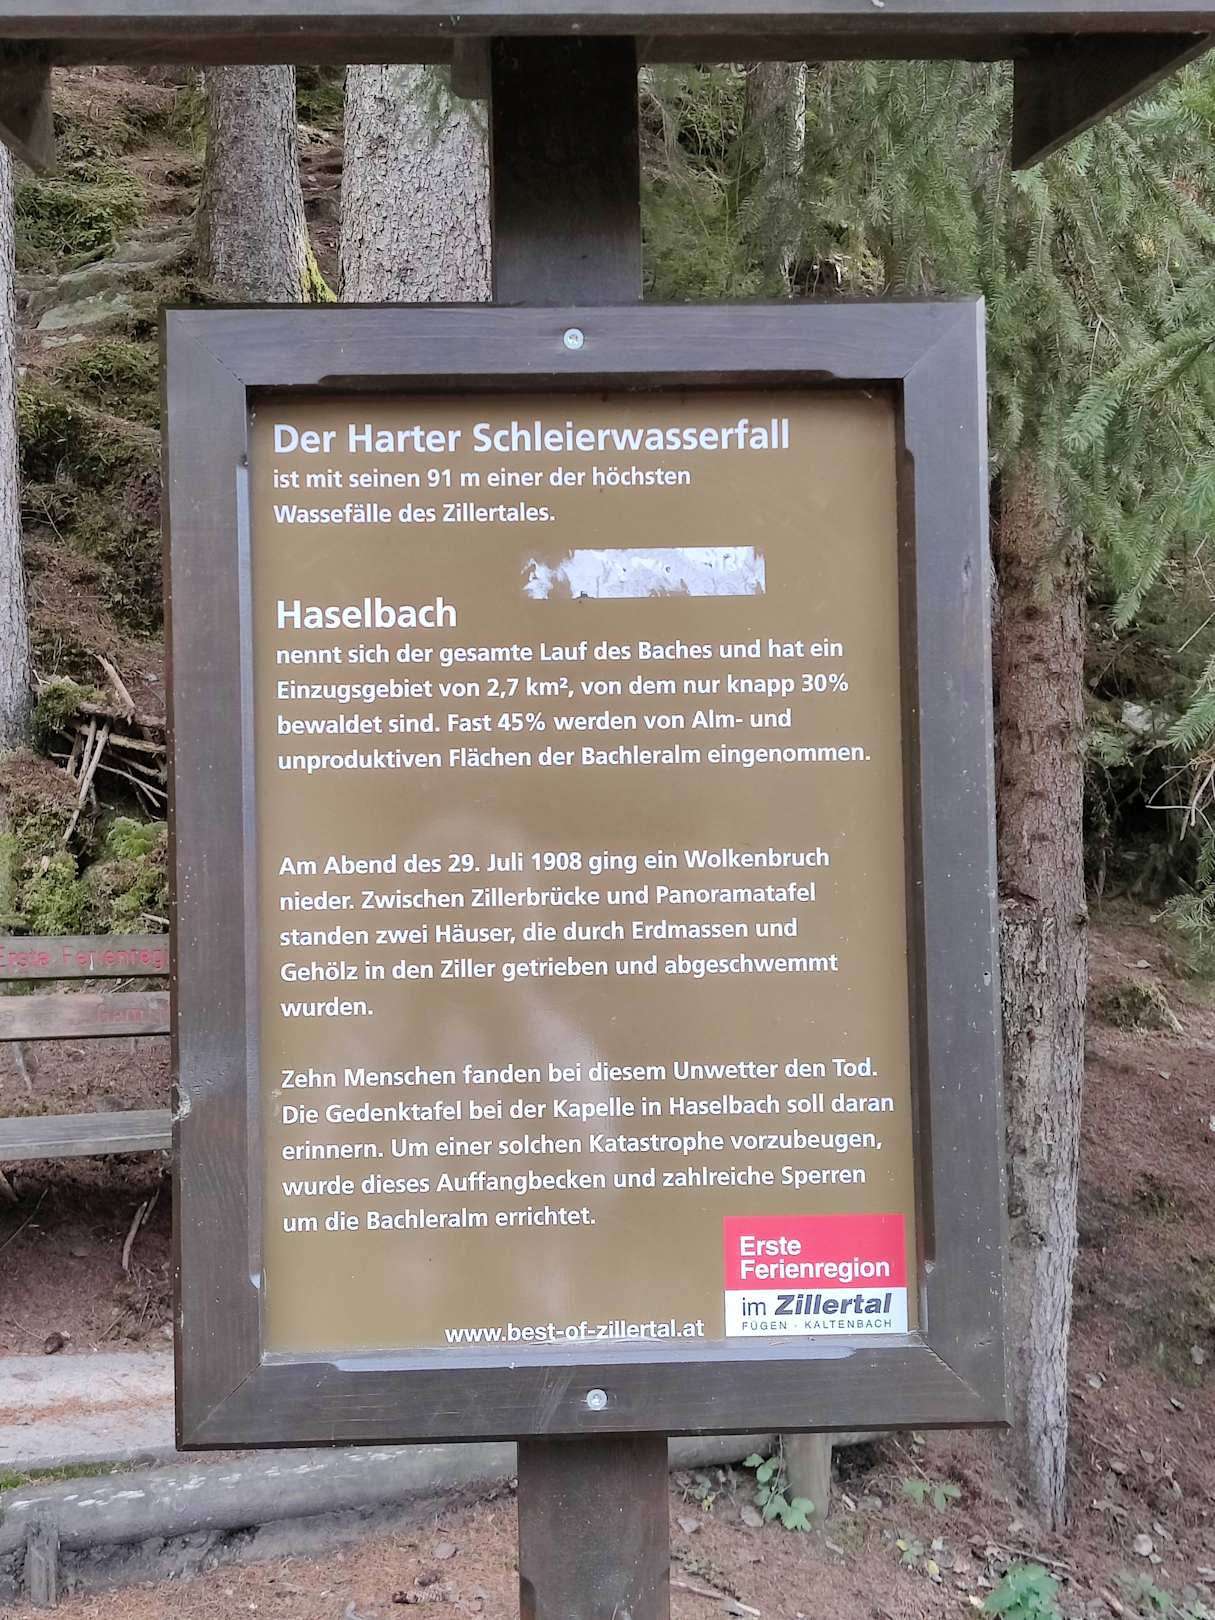 Der Harter Schleierwasserfall
ist mit seinen 91 m einer der höchsten
Wassefälle des Zillertales.
Haselbach
nennt sich der gesamte Lauf des Baches und hat ein
Einzugsgebiet von 2,7 km², von dem nur knapp 30%
bewaldet sind. Fast 45% werden von Alm- und
unproduktiven Flächen der Bachleralm eingenommen.
Am Abend des 29. Juli 1908 ging ein Wolkenbruch
nieder. Zwischen Zillerbrücke und Panoramatafel
standen zwei Häuser, die durch Erdmassen und
Gehölz in den Ziller getrieben und abgeschwemmt
wurden.
Zehn Menschen fanden bei diesem Unwetter den Tod.
Die Gedenktafel bei der Kapelle in Haselbach soll daran
erinnern. Um einer solchen Katastrophe vorzubeugen,
wurde dieses Auffangbecken und zahlreiche Sperren
um die Bachleralm errichtet.
Erste
Ferienregion
im Zillertal
FÜGEN · KALTENBACH
www.best-of-zillertal.at
Erste Ferienregi